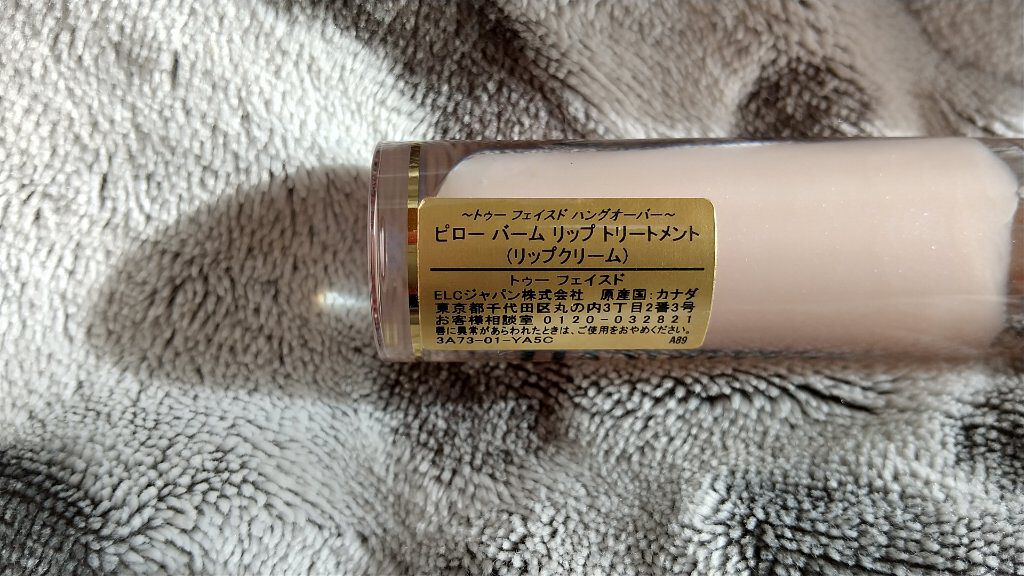 ~トゥー フェイスド ハングオーバー~
ピロー バーム リップ トリートメント
(リップクリーム)
トゥー フェイスド
ELCジャパン株式会社 原産国:カナダ
東京都千代田区丸の内3丁目2番3号
お客様相談室 0120-032821
唇に異常があらわれたときは、ご使用をおやめください。
3A73-01-YA5C A89